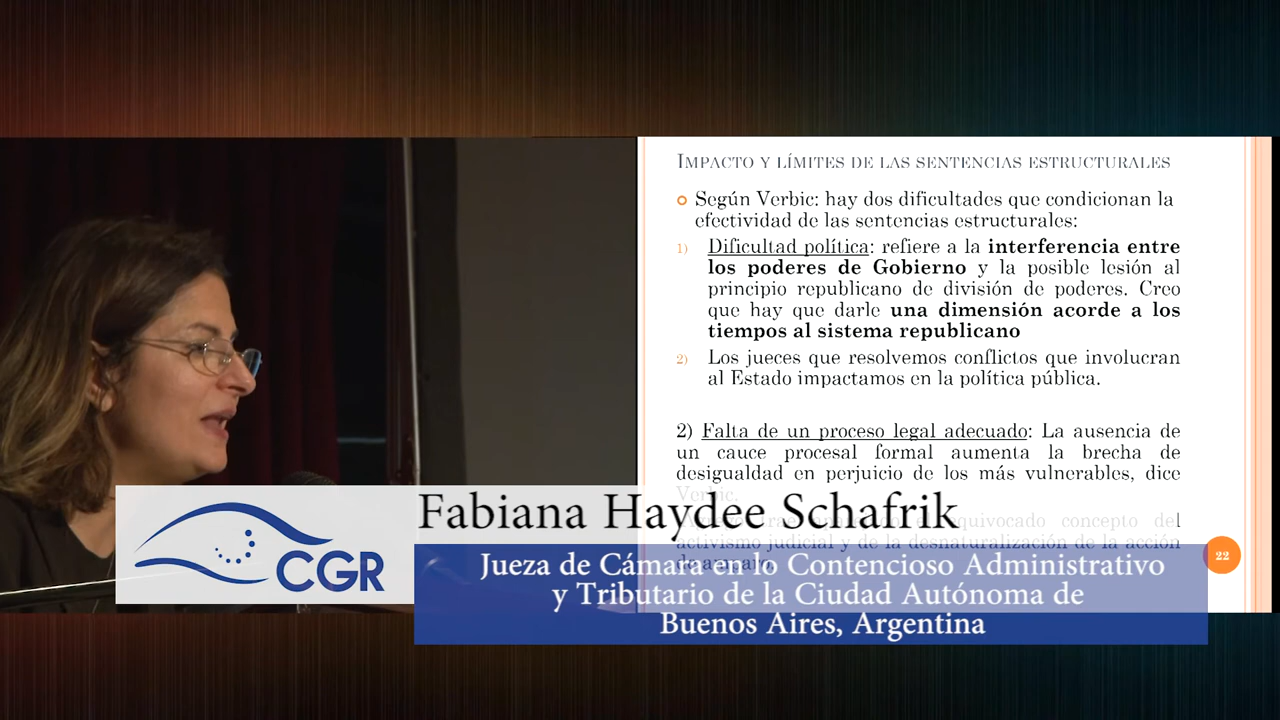 IMPACTO Y LÍMITES DE LAS SENTENCIAS ESTRUCTURALES
Según Verbic: hay dos dificultades que condicionan la
efectividad de las sentencias estructurales:
1) Dificultad política: refiere a la interferencia entre
los poderes de Gobierno y la posible lesión al
principio republicano de división de poderes. Creo
que hay que darle una dimensión acorde a los
tiempos al sistema republicano
2) Los jueces que resolvemos conflictos que involucran
al Estado impactamos en la política pública.
2) Falta de un proceso legal adecuado: La ausencia de
un cauce procesal formal aumenta la brecha de
desigualdad en perjuicio de los más vulnerables, dice
Verbic.
equivocado concepto del
activismo judicial y de la desnaturalización de la acción
22
CGR
Fabiana Haydee Schafrik
Jueza de Cámara en lo Contencioso Administrativo
y Tributario de la Ciudad Autónoma de
Buenos Aires, Argentina